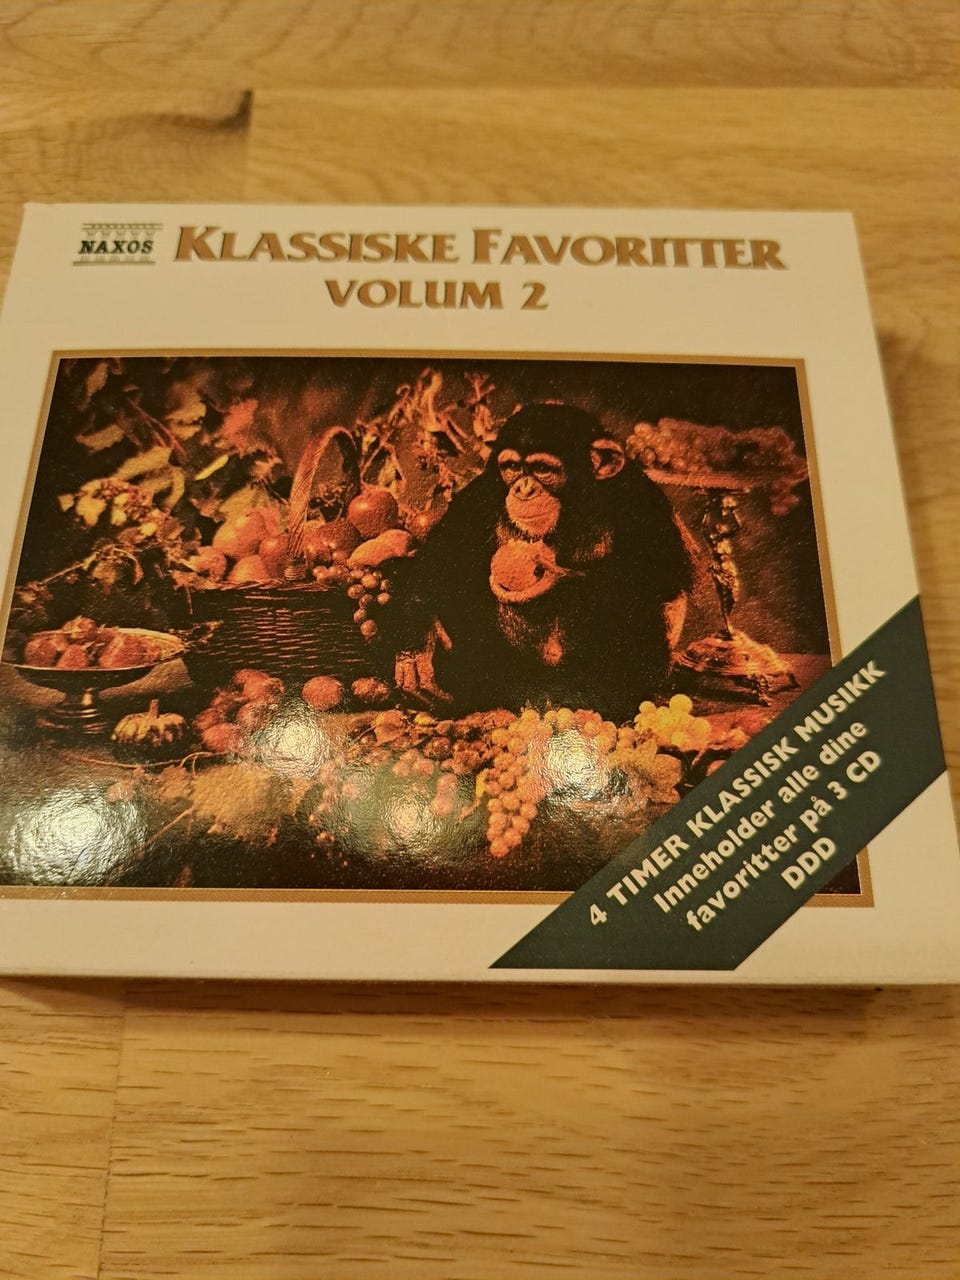 NAXOS
KLASSISKE FAVORITTER
VOLUM 2
4 TIMER KLASSISK MUSIKK
Inneholder alle dine
favoritter på 3 CD
DDD